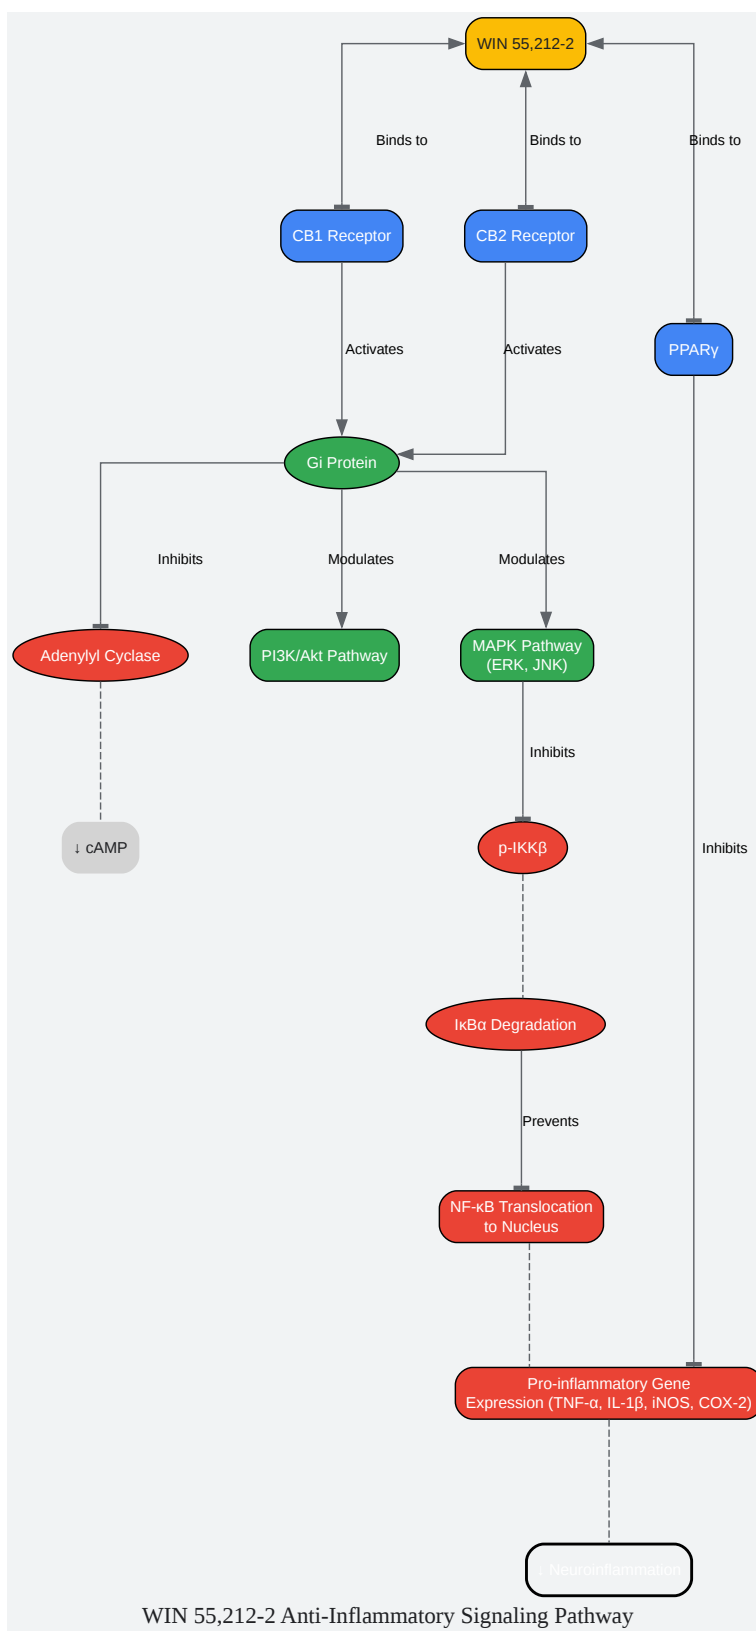 WIN 55,212-2
Binds to
Binds to
Binds to
CB1 Receptor
CB2 Receptor
PPARγ
Activates
Activates
Gi Protein
Inhibits
Modulates
Modulates
Adenylyl Cyclase
PI3K/Akt Pathway
MAPK Pathway
(ERK, JNK)
Inhibits
↓ cAMP
p-IKKβ
Inhibits
IκBα Degradation
Prevents
NF-κB Translocation
to Nucleus
Pro-inflammatory Gene
Expression (TNF-α, IL-1β, iNOS, COX-2)
↓ Neuroinflammation
WIN 55,212-2 Anti-Inflammatory Signaling Pathway